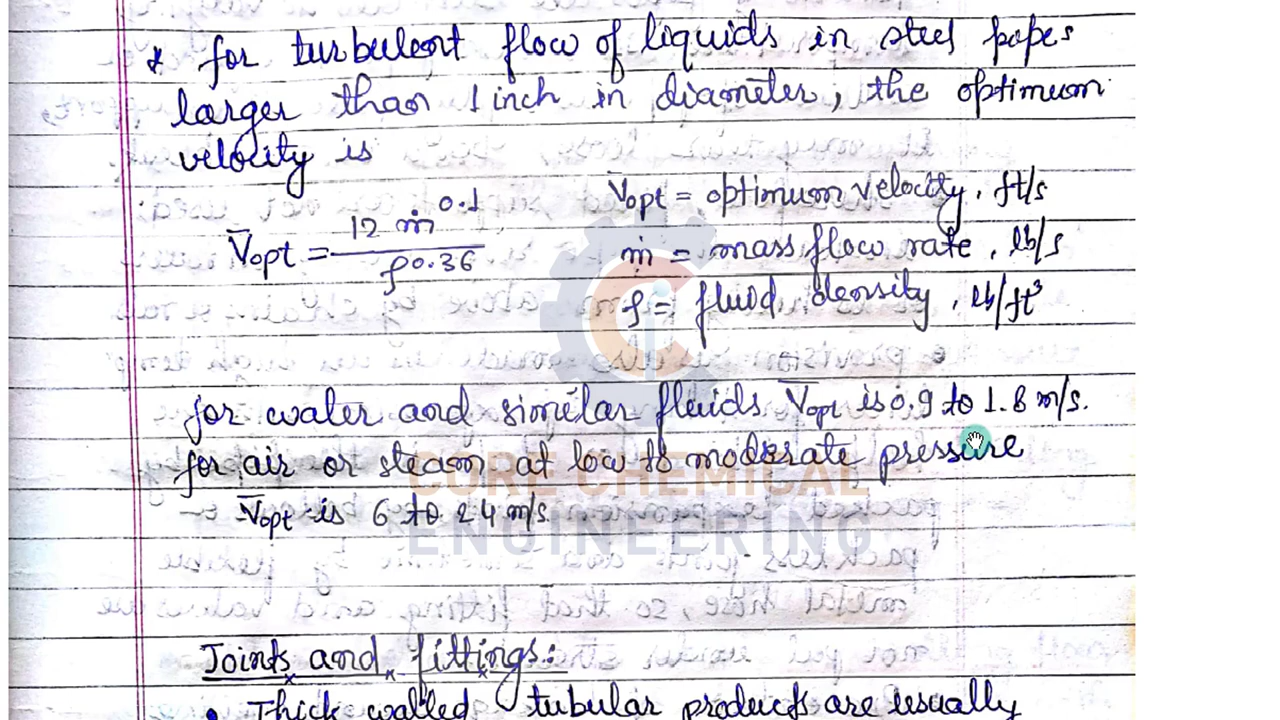 * for turbulent flow of liquids in steel pipes
larger than 1 inch in diameter, the optimum
velocity is
V̄opt = 12 ṁ^0.1 / ρ^0.36
V̄opt = optimum velocity, ft/s
ṁ = mass flow rate, lb/s
ρ = fluid density, lb/ft³
for water and similar fluids V̄opt is 0.9 to 1.8 m/s.
for air or steam at low to moderate pressure
V̄opt is 6 to 24 m/s.
CORE CHEMICAL
ENGINEERING
Joints and fittings:
• Thick walled tubular products are usually